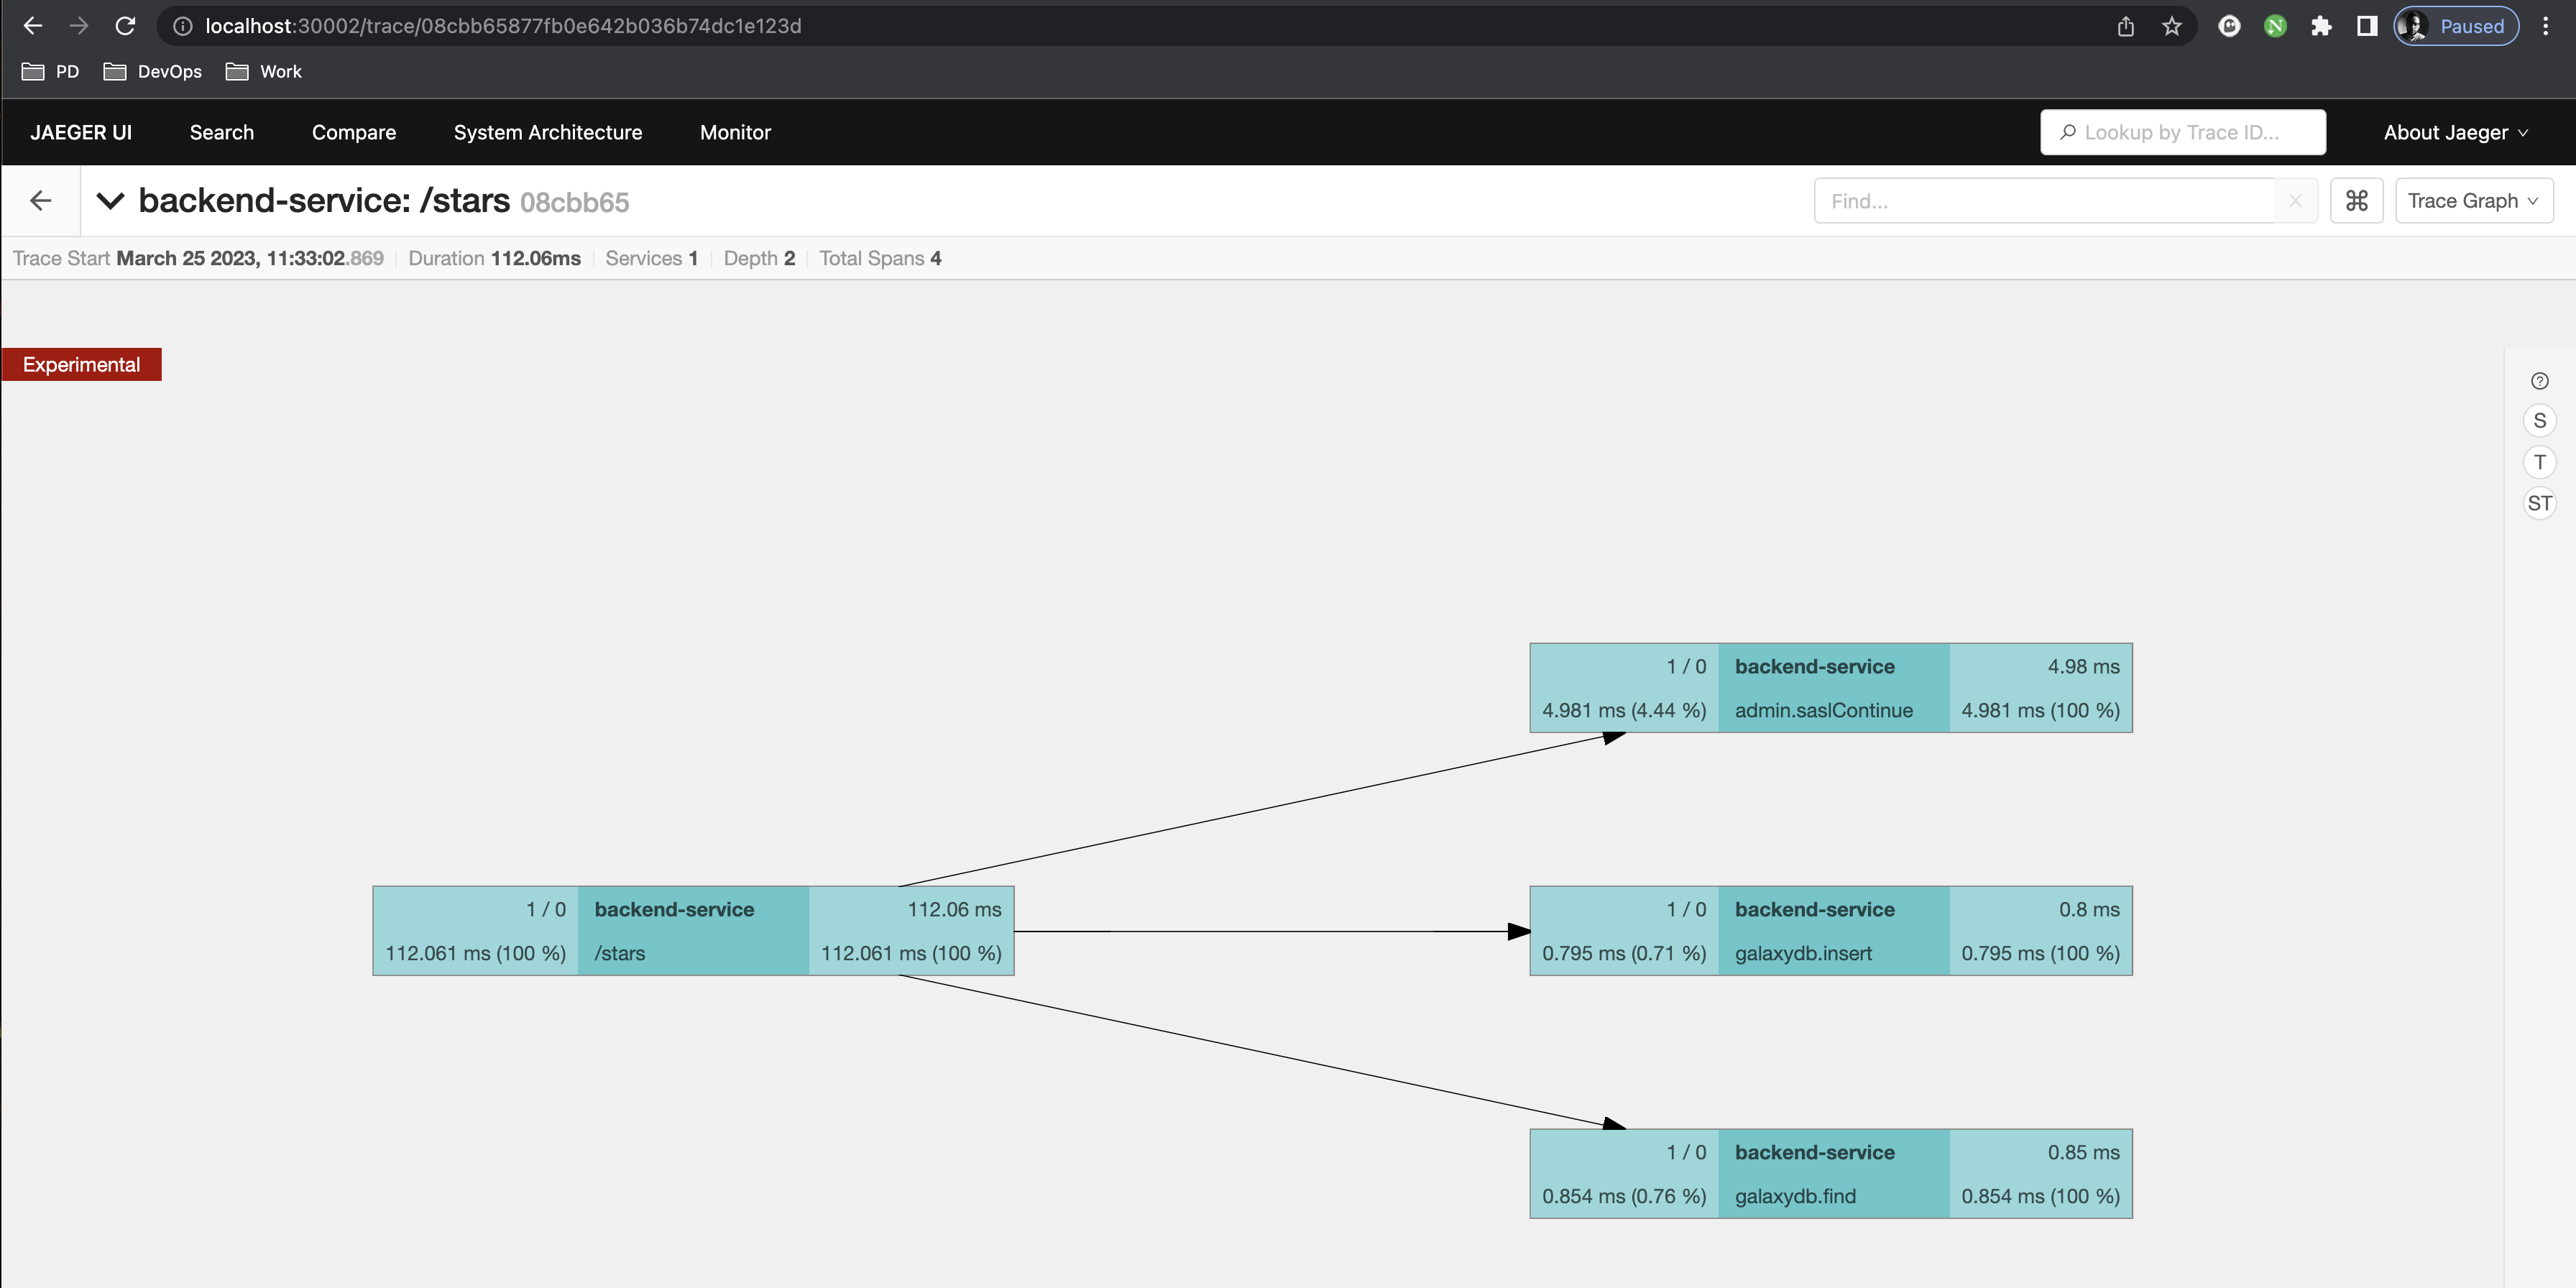 localhost:30002/trace/08cbb65877fb0e642b036b74dc1e123d
N
Paused
PD DevOps Work
JAEGER UI Search Compare System Architecture Monitor Lookup by Trace ID... About Jaeger
backend-service: /stars 08cbb65 Find... X ⌘ Trace Graph
Trace Start March 25 2023, 11:33:02.869 Duration 112.06ms Services 1 Depth 2 Total Spans 4
Experimental
?
S
T
ST
1 / 0 backend-service 4.98 ms
4.981 ms (4.44 %) admin.saslContinue 4.981 ms (100 %)
1 / 0 backend-service 112.06 ms
112.061 ms (100 %) /stars 112.061 ms (100 %)
1 / 0 backend-service 0.8 ms
0.795 ms (0.71 %) galaxydb.insert 0.795 ms (100 %)
1 / 0 backend-service 0.85 ms
0.854 ms (0.76 %) galaxydb.find 0.854 ms (100 %)